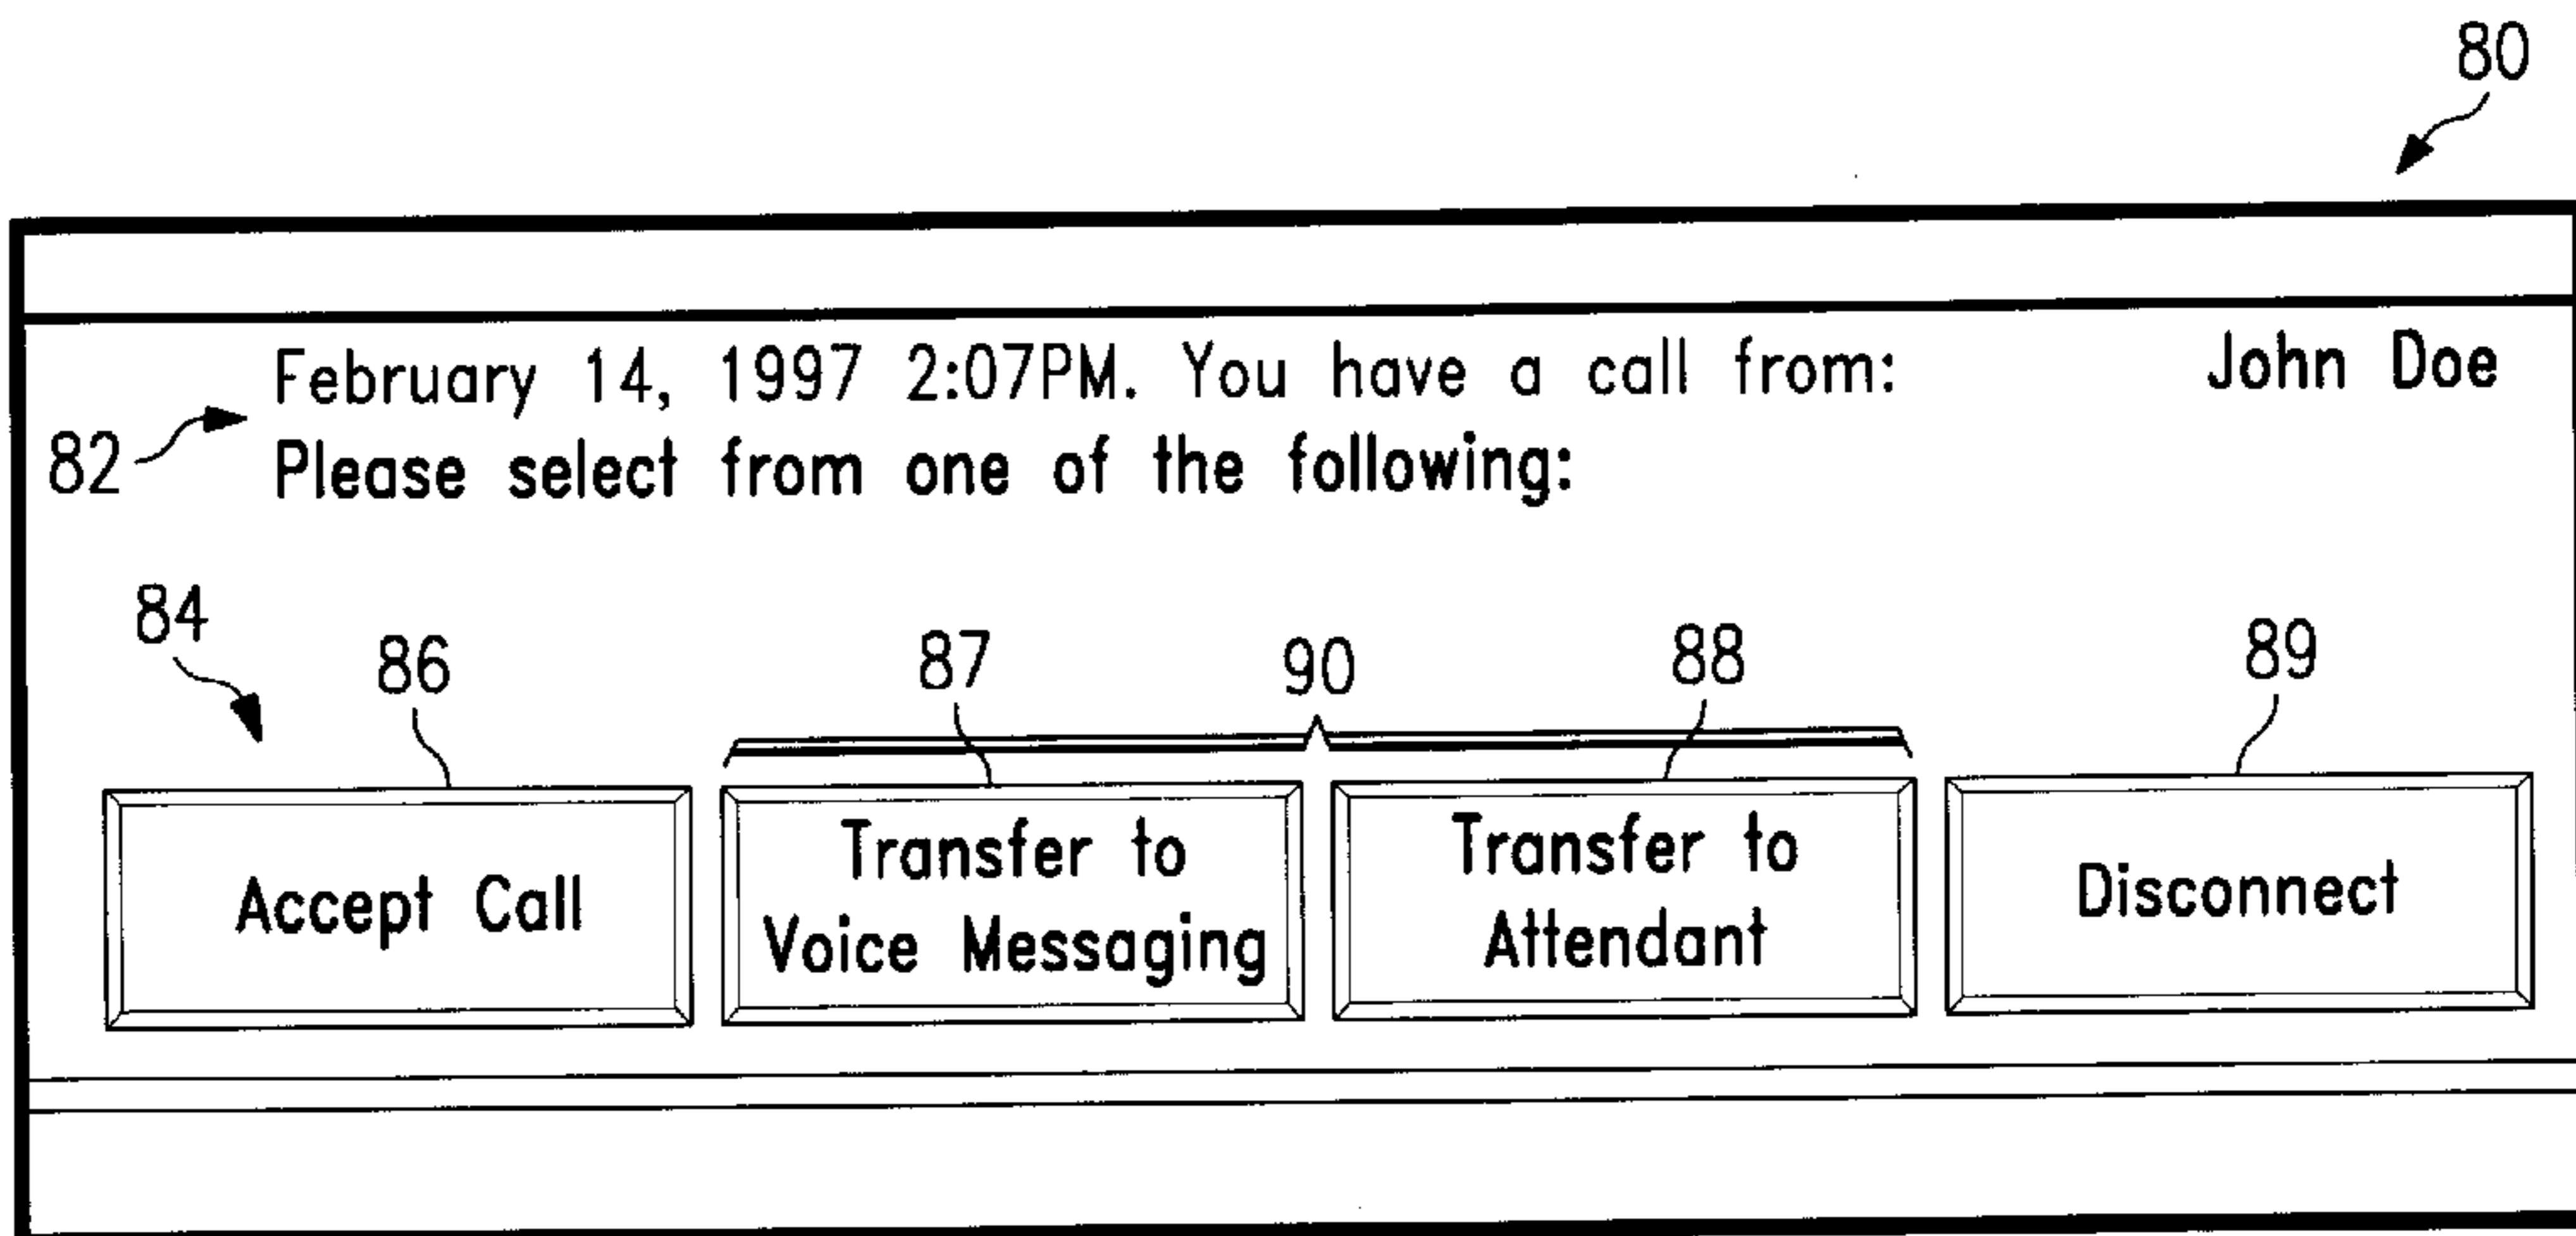 80
February 14, 1997 2:07PM. You have a call from: John Doe
82
Please select from one of the following:
84
86 87 90 88 89
Accept Call
Transfer to
Voice Messaging
Transfer to
Attendant
Disconnect